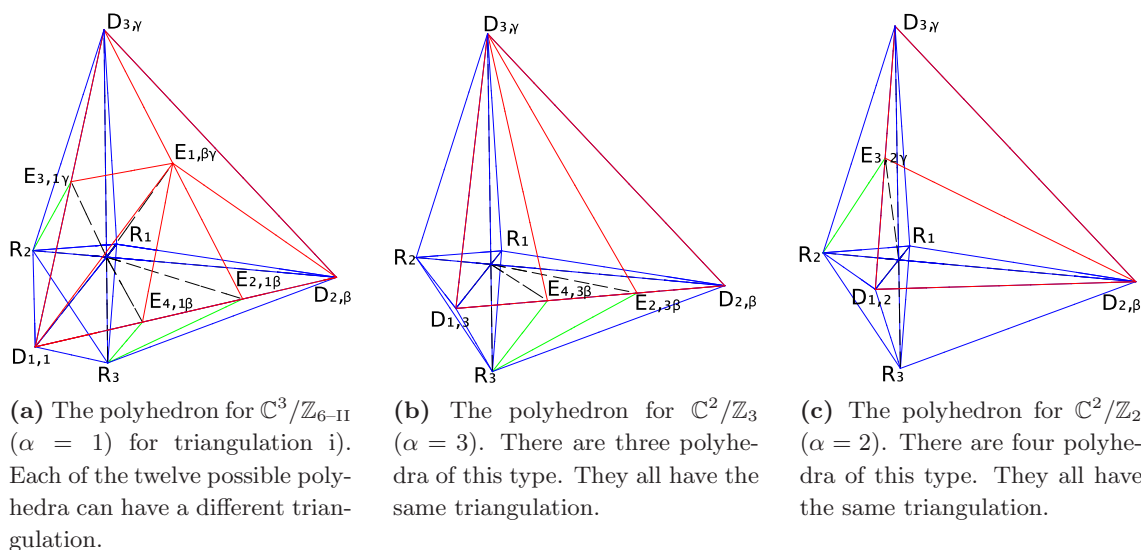 D3,γ
E1,βγ
E3,1γ
R2
R1
E2,1β
D2,β
E4,1β
D1,1
R3
(a) The polyhedron for ℂ³/ℤ6–II
(α = 1) for triangulation i).
Each of the twelve possible poly-
hedra can have a different trian-
gulation.
D3,γ
R1
R2
E4,3β
D2,β
E2,3β
D1,3
R3
(b) The polyhedron for ℂ²/ℤ3
(α = 3). There are three polyhe-
dra of this type. They all have the
same triangulation.
D3,γ
E3,2γ
R1
R2
D1,2
D2,β
R3
(c) The polyhedron for ℂ²/ℤ2
(α = 2). There are four polyhe-
dra of this type. They all have
the same triangulation.